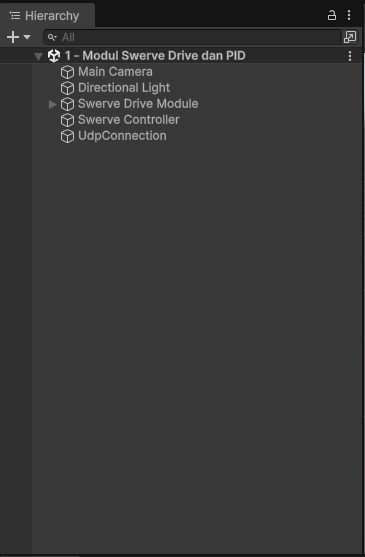 Hierarchy
All
1 - Modul Swerve Drive dan PID
Main Camera
Directional Light
Swerve Drive Module
Swerve Controller
UdpConnection